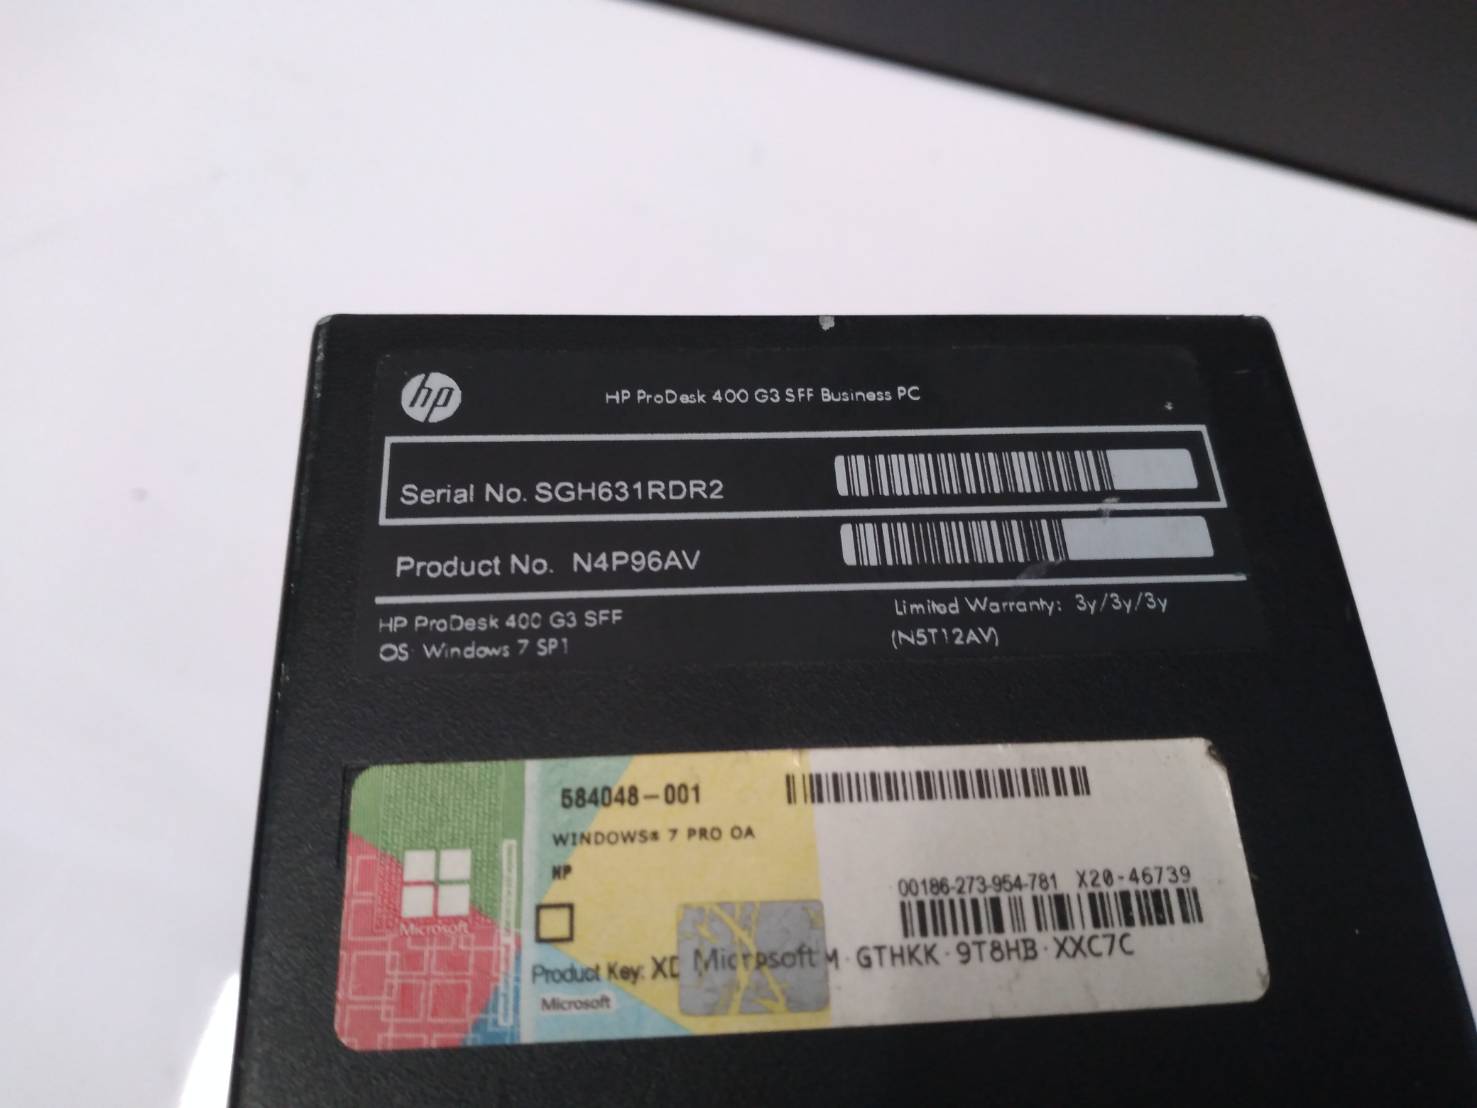 hp
HP ProDesk 400 G3 SFF Business PC
Serial No. SGH631RDR2
Product No. N4P96AV
HP ProDesk 400 G3 SFF
OS: Windows 7 SP1
Limited Warranty: 3y/3y/3y
(N5T12AV)
584048-001
WINDOWS® 7 PRO OA
HP
00186-273-954-781 X20-46739
Microsoft
Product Key: Microsoft GTHKK-9T8HB-XXC7C
Microsoft